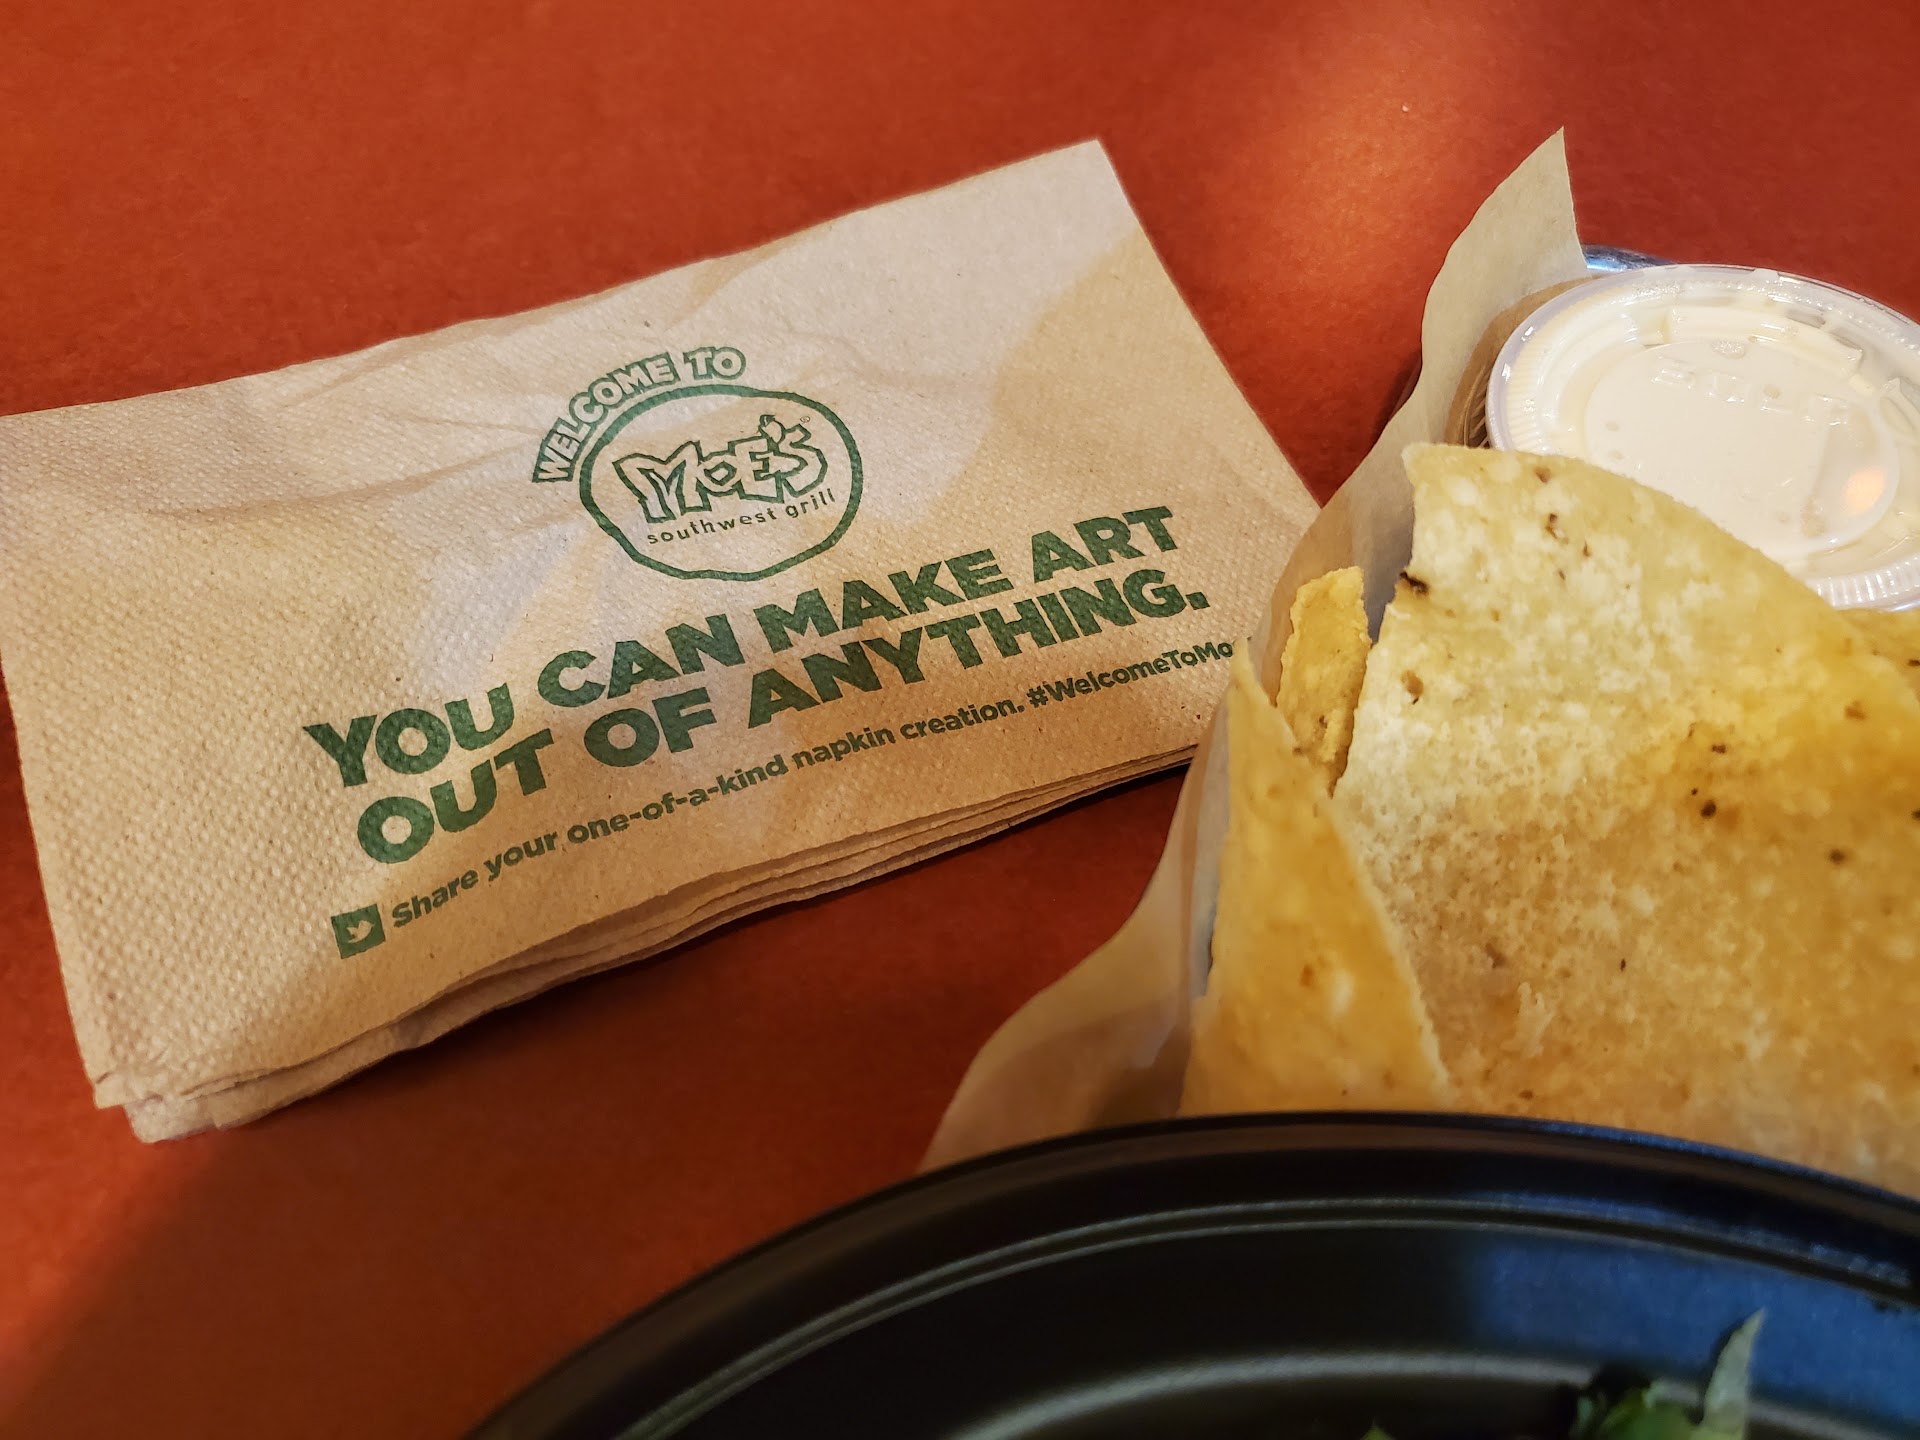 WELCOME TO
MOE'S®
southwest grill
YOU CAN MAKE ART
OUT OF ANYTHING.
Share your one-of-a-kind napkin creation. #WelcomeToMo